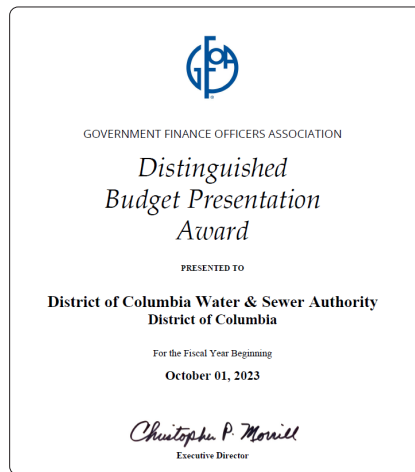 GFOA
GOVERNMENT FINANCE OFFICERS ASSOCIATION
Distinguished
Budget Presentation
Award
PRESENTED TO
District of Columbia Water & Sewer Authority
District of Columbia
For the Fiscal Year Beginning
October 01, 2023
Christopher P. Morrill
Executive Director